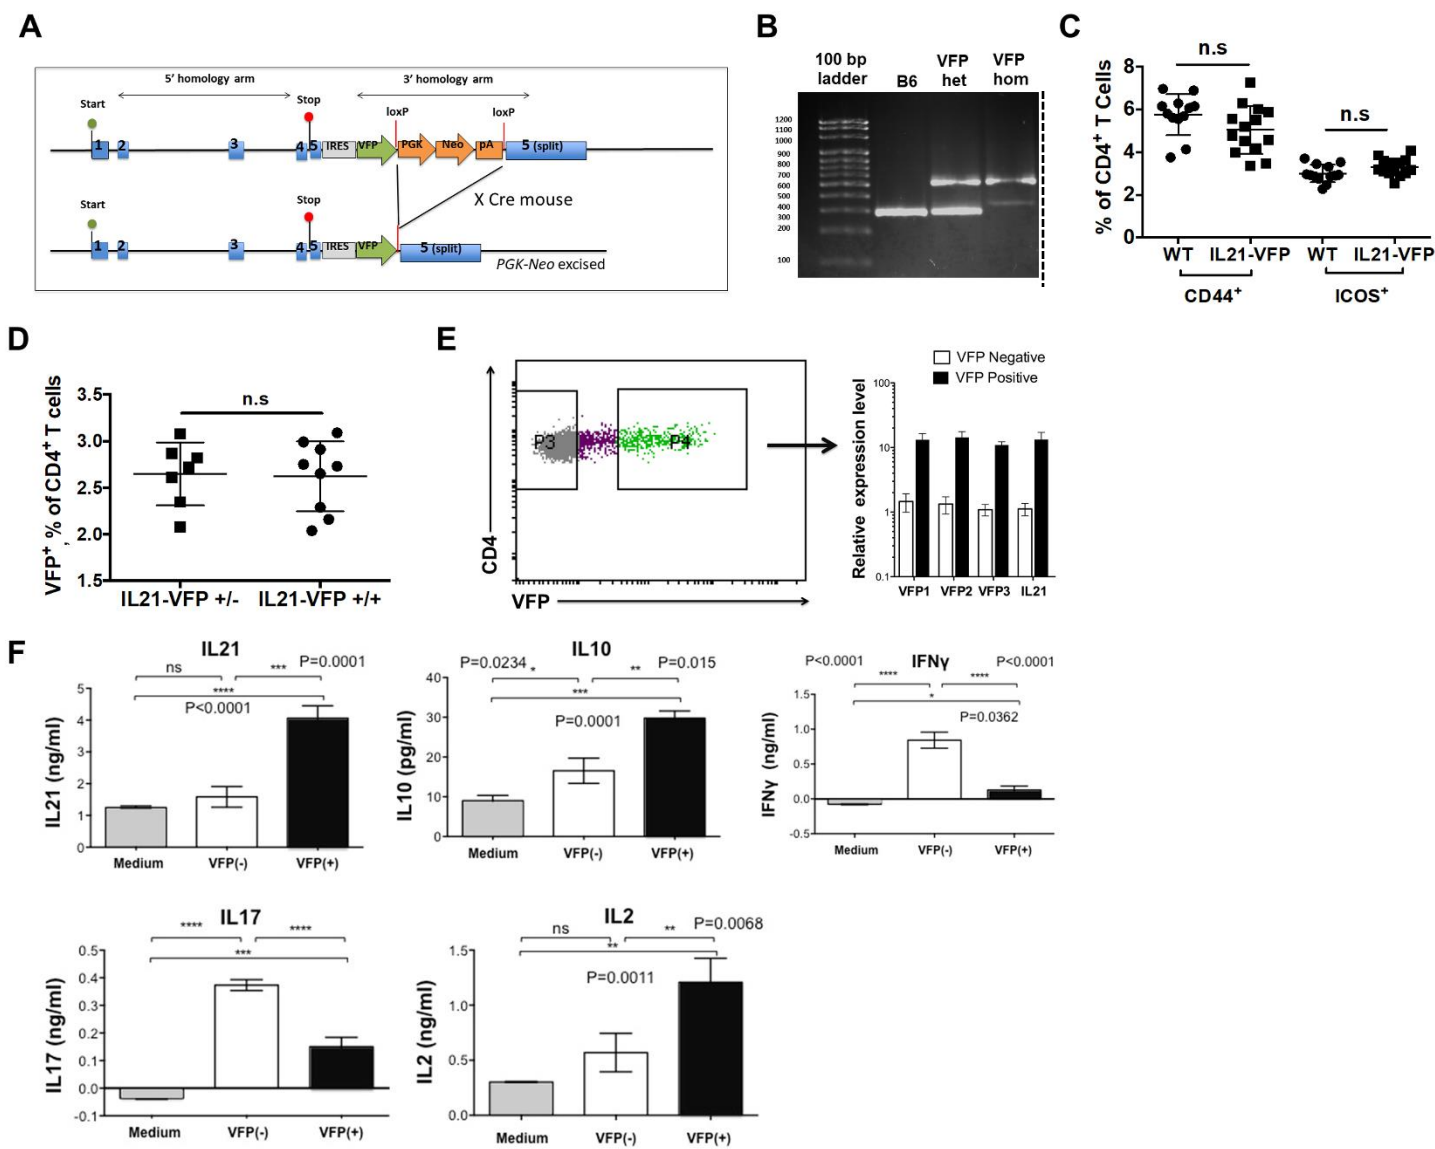 A
5' homology arm
3' homology arm
Start
Stop
loxP
loxP
1 2 3 4 5 IRES VFP PGK Neo pA 5 (split)
X Cre mouse
Start
Stop
1 2 3 4 5 IRES VFP 5 (split)
PGK-Neo excised
B
100 bp ladder
B6
VFP het
VFP hom
1200
1100
1000
900
800
700
600
500
400
300
200
100
C
n.s
n.s
% of CD4+ T Cells
8
6
4
2
0
WT IL21-VFP WT IL21-VFP
CD44+ ICOS+
D
n.s
VFP+, % of CD4+ T cells
3.5
3.0
2.5
2.0
1.5
IL21-VFP +/- IL21-VFP +/+
E
P3
P4
CD4
VFP
VFP Negative
VFP Positive
Relative expression level
100
10
1
0.1
VFP1 VFP2 VFP3 IL21
F
IL21
ns *** P=0.0001
****
P<0.0001
IL21 (ng/ml)
5
4
3
2
1
0
Medium VFP(-) VFP(+)
IL10
P=0.0234 * ** P=0.015
***
P=0.0001
IL10 (pg/ml)
40
30
20
10
0
Medium VFP(-) VFP(+)
IFNγ
P<0.0001 P<0.0001
**** ****
*
P=0.0362
IFNγ (ng/ml)
1.5
1.0
0.5
0.0
-0.5
Medium VFP(-) VFP(+)
IL17
**** ****
***
IL17 (ng/ml)
0.5
0.4
0.3
0.2
0.1
0.0
-0.1
Medium VFP(-) VFP(+)
IL2
ns ** P=0.0068
**
P=0.0011
IL2 (ng/ml)
1.5
1.0
0.5
0.0
Medium VFP(-) VFP(+)